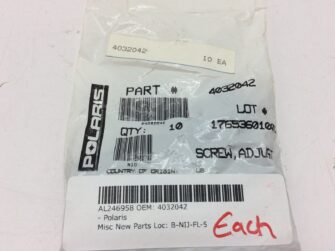 4032042
10 EA
POLARIS
PART # 4032042
P4032042
LOT #
QTY: 10
SCREW,ADJUST
COUNTRY OF ORIGIN: US
AL246958 OEM: 4032042
- Polaris
Misc New Parts Loc: B-NIJ-FL-5
Each